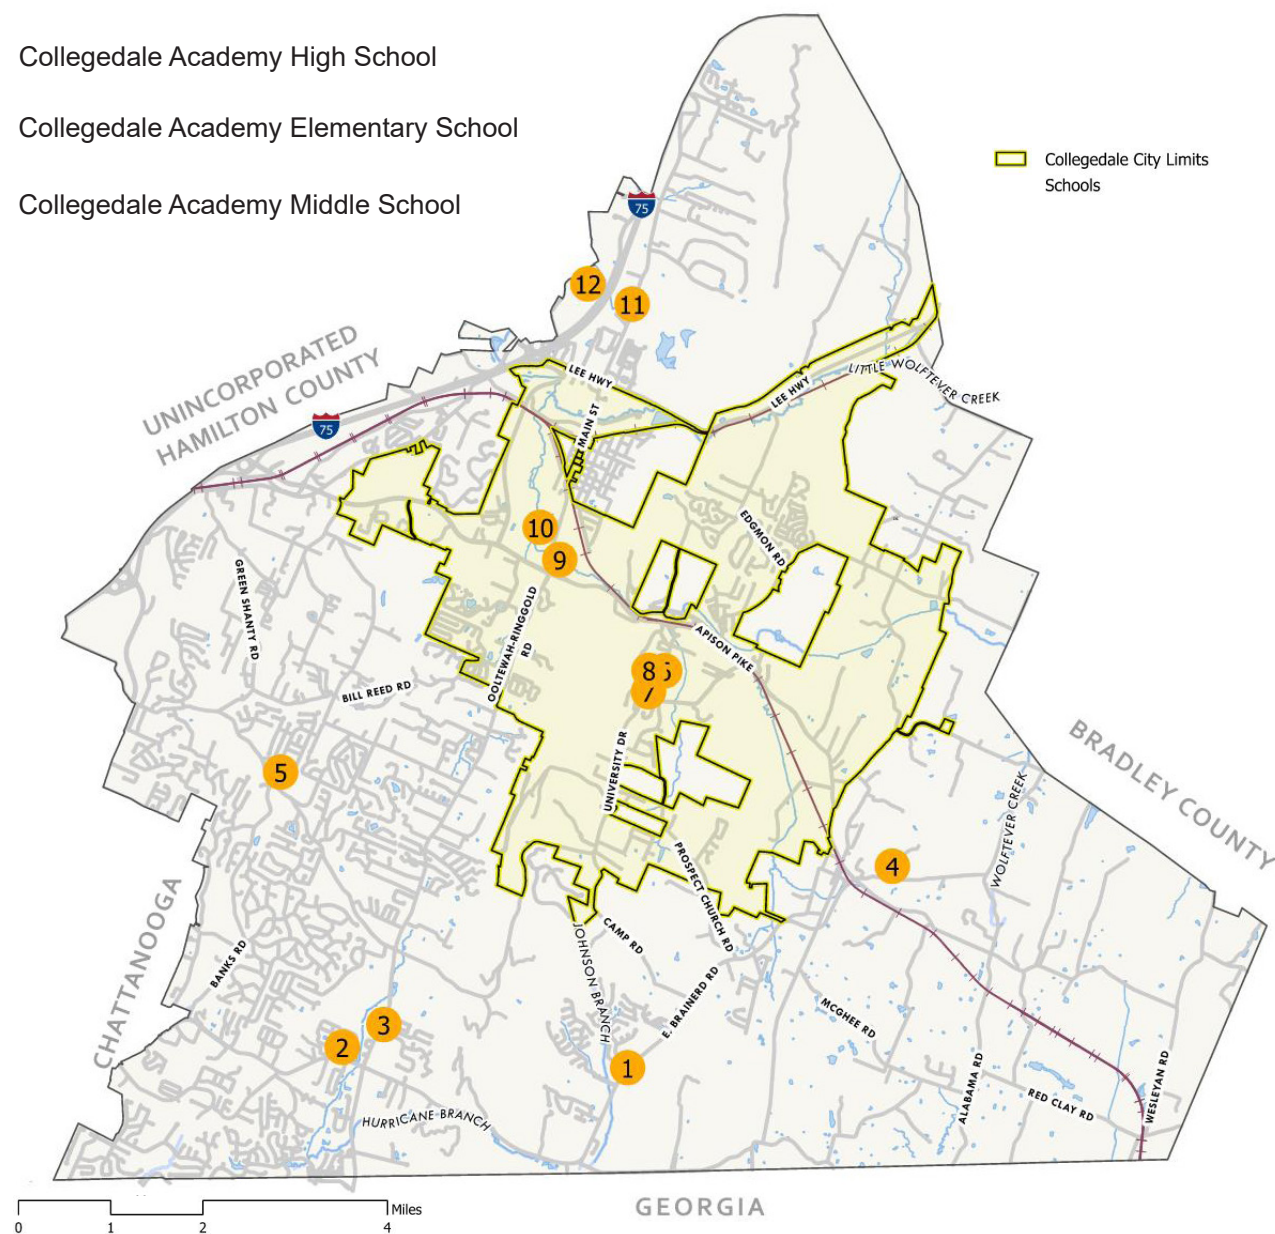 Collegedale Academy High School
Collegedale Academy Elementary School
Collegedale Academy Middle School
Collegedale City Limits
Schools
75
12
11
UNINCORPORATED
HAMILTON COUNTY
75
LEE HWY
LEE HWY
LITTLE WOLFTEVER CREEK
MAIN ST
10
9
EDGMON RD
GREEN SHANTY RD
OOLTEWAH-RINGGOLD
RD
APISON PIKE
8
7
BILL REED RD
5
UNIVERSITY DR
BRADLEY COUNTY
WOLFTEVER CREEK
4
PROSPECT CHURCH RD
CHATTANOOGA
BANKS RD
CAMP RD
JOHNSON BRANCH
E. BRAINERD RD
MCGHEE RD
3
2
1
ALABAMA RD
RED CLAY RD
WESLEYAN RD
HURRICANE BRANCH
GEORGIA
Miles
0 1 2 4